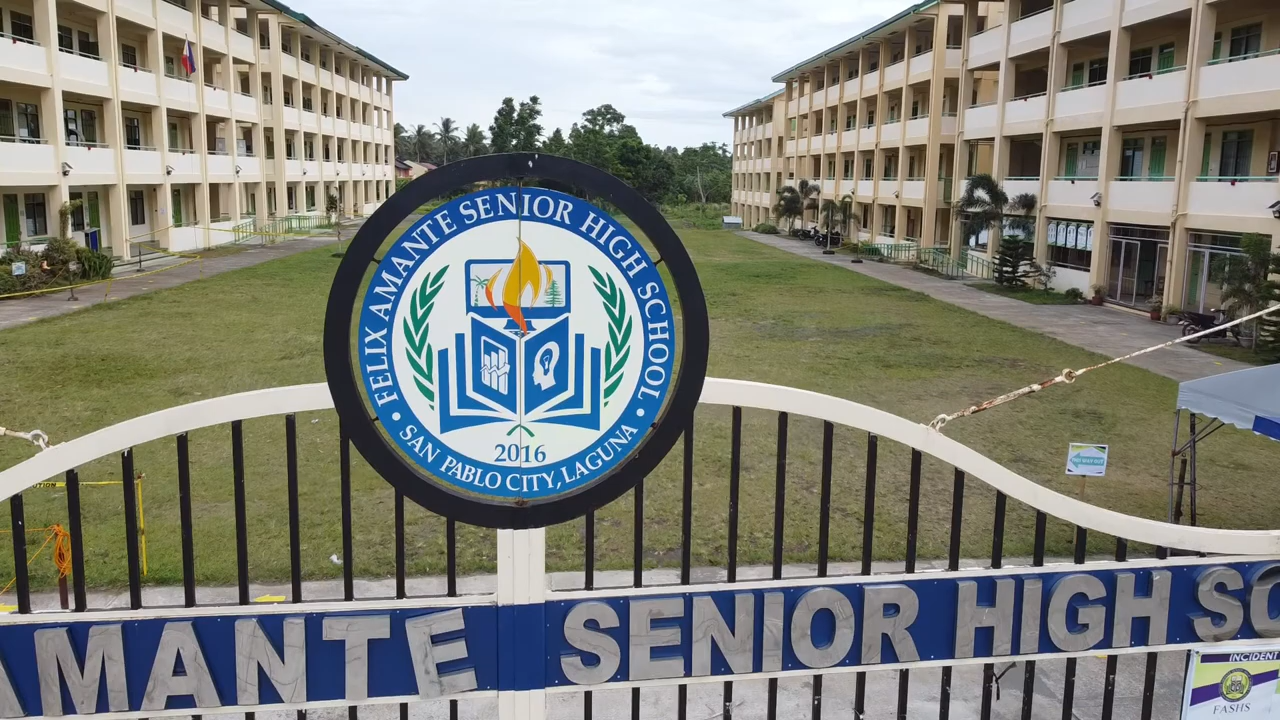 FELIX AMANTE SENIOR HIGH SCHOOL
2016
SAN PABLO CITY, LAGUNA
AMANTE SENIOR HIGH SC
INCIDENT
FASHS